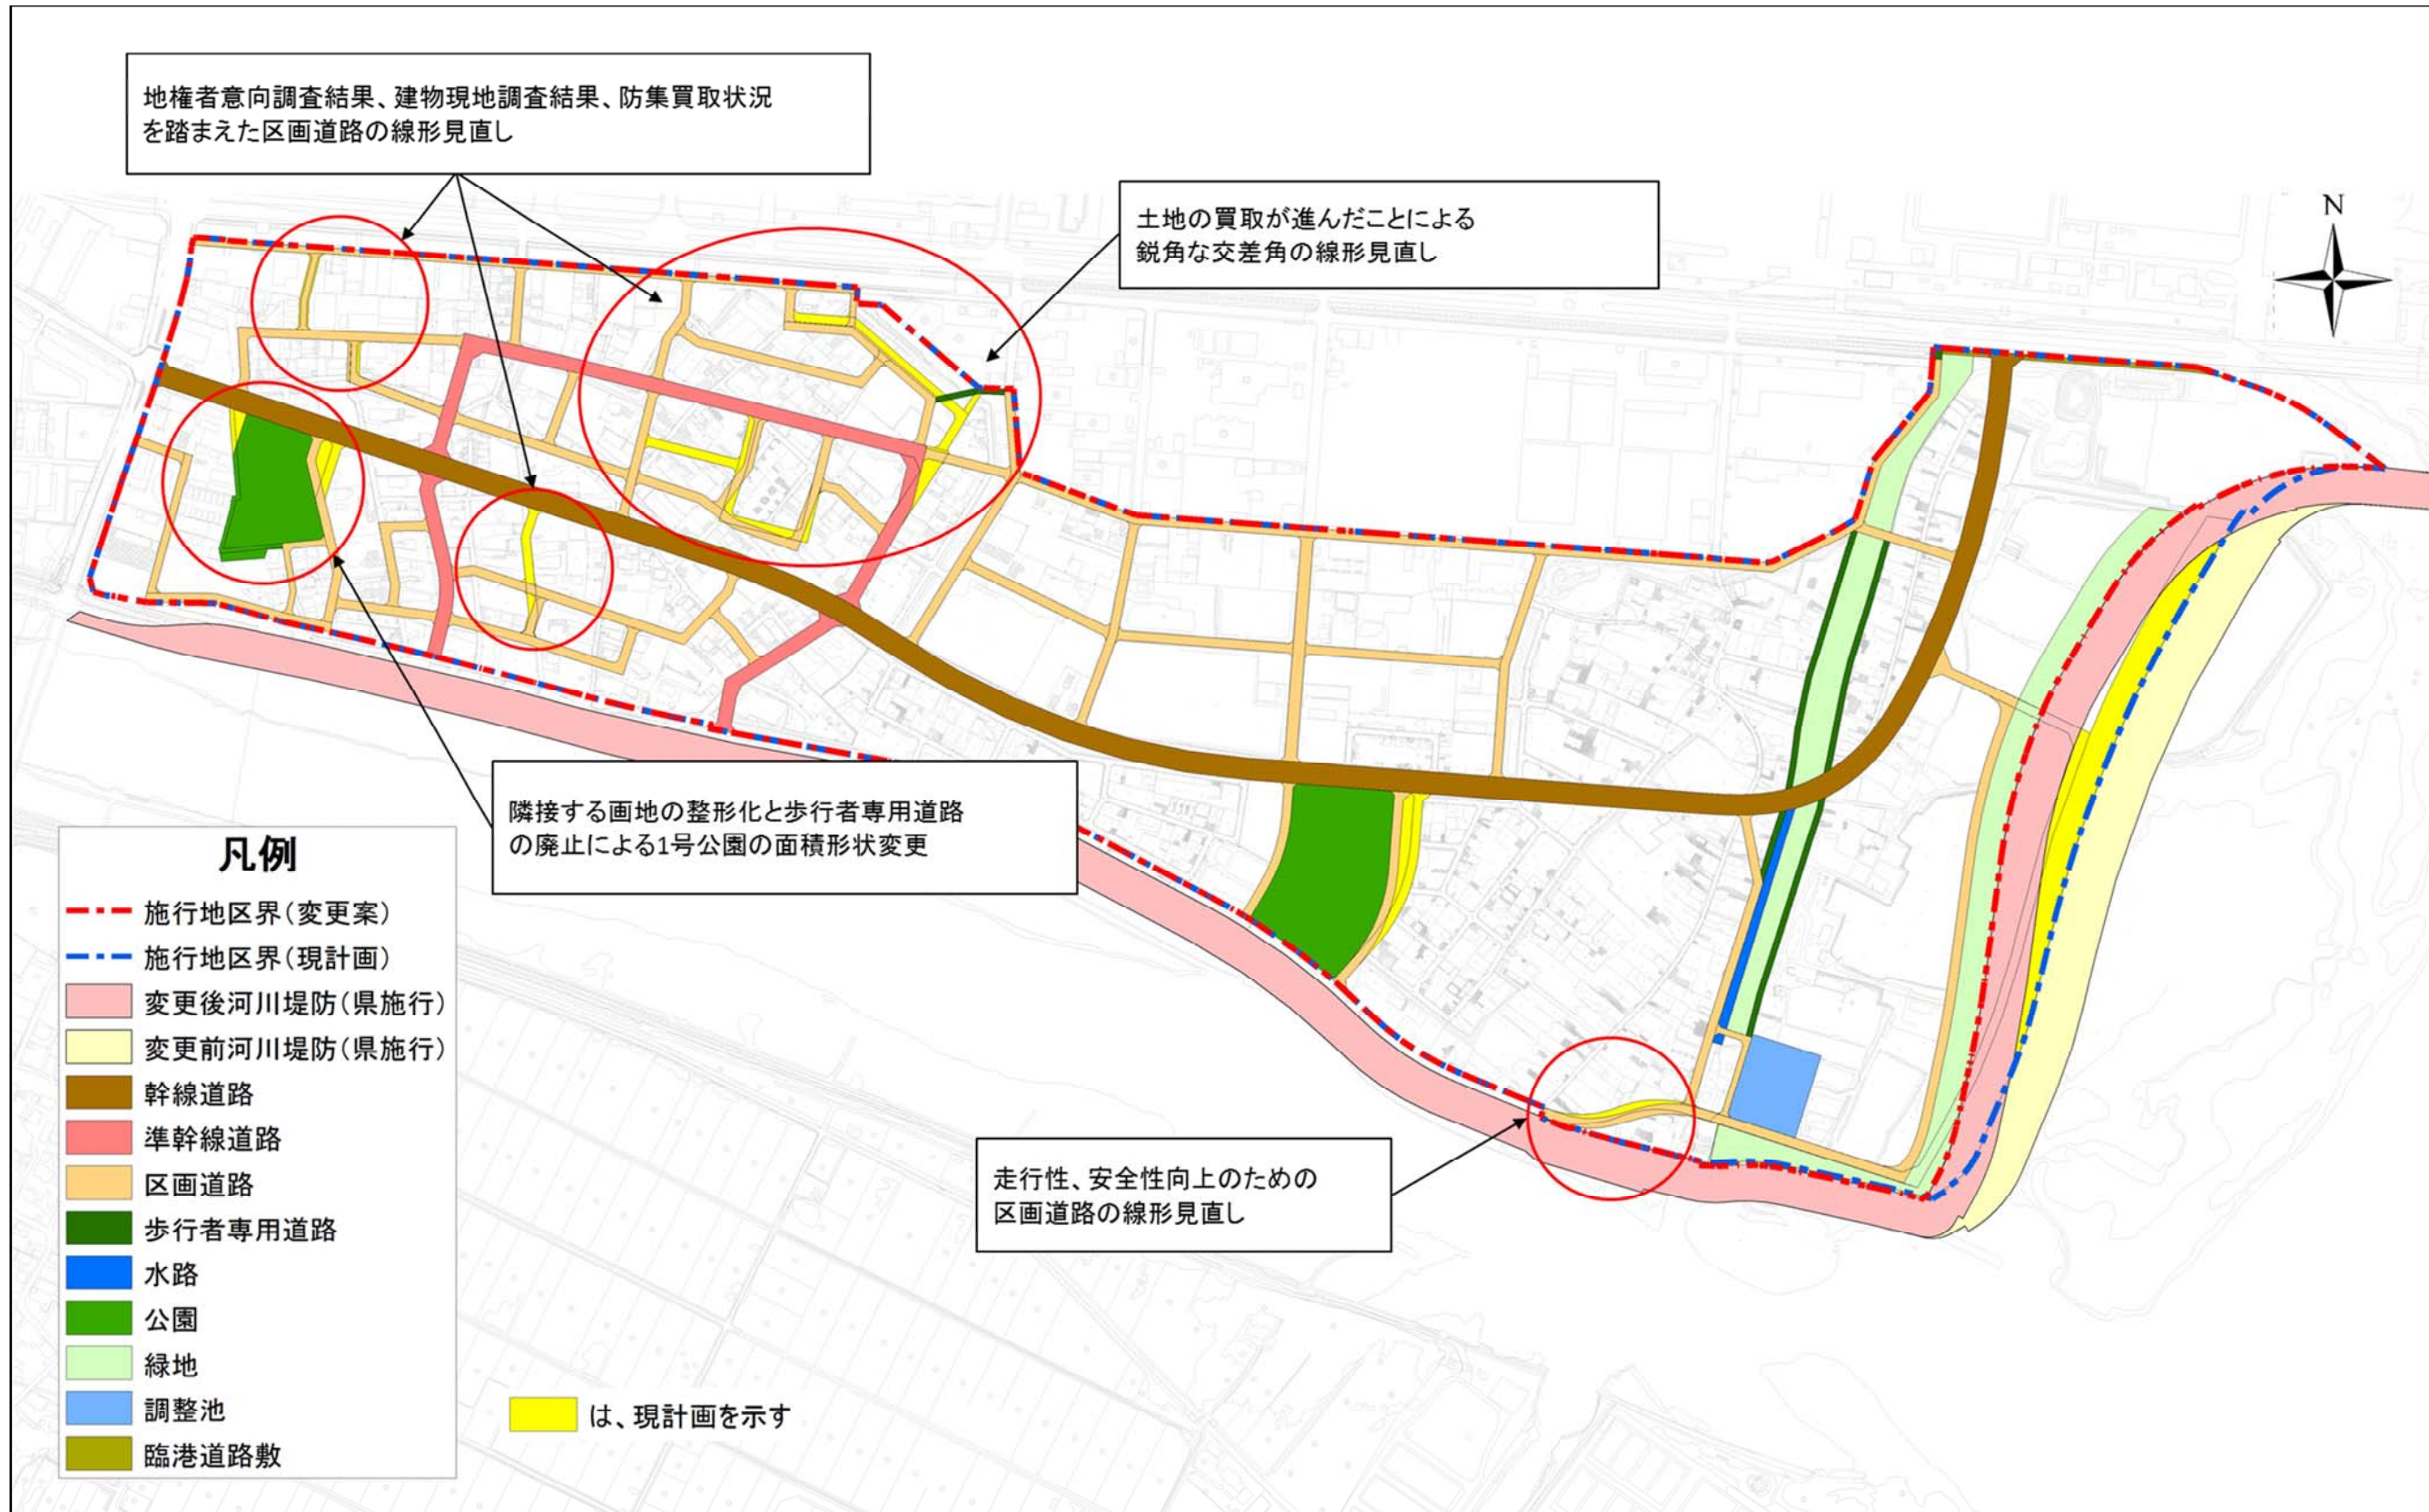 地権者意向調査結果、建物現地調査結果、防集買取状況
を踏まえた区画道路の線形見直し
土地の買取が進んだことによる
鋭角な交差角の線形見直し
N
隣接する画地の整形化と歩行者専用道路
の廃止による1号公園の面積形状変更
走行性、安全性向上のための
区画道路の線形見直し
凡例
施行地区界(変更案)
施行地区界(現計画)
変更後河川堤防(県施行)
変更前河川堤防(県施行)
幹線道路
準幹線道路
区画道路
歩行者専用道路
水路
公園
緑地
調整池
臨港道路敷
は、現計画を示す